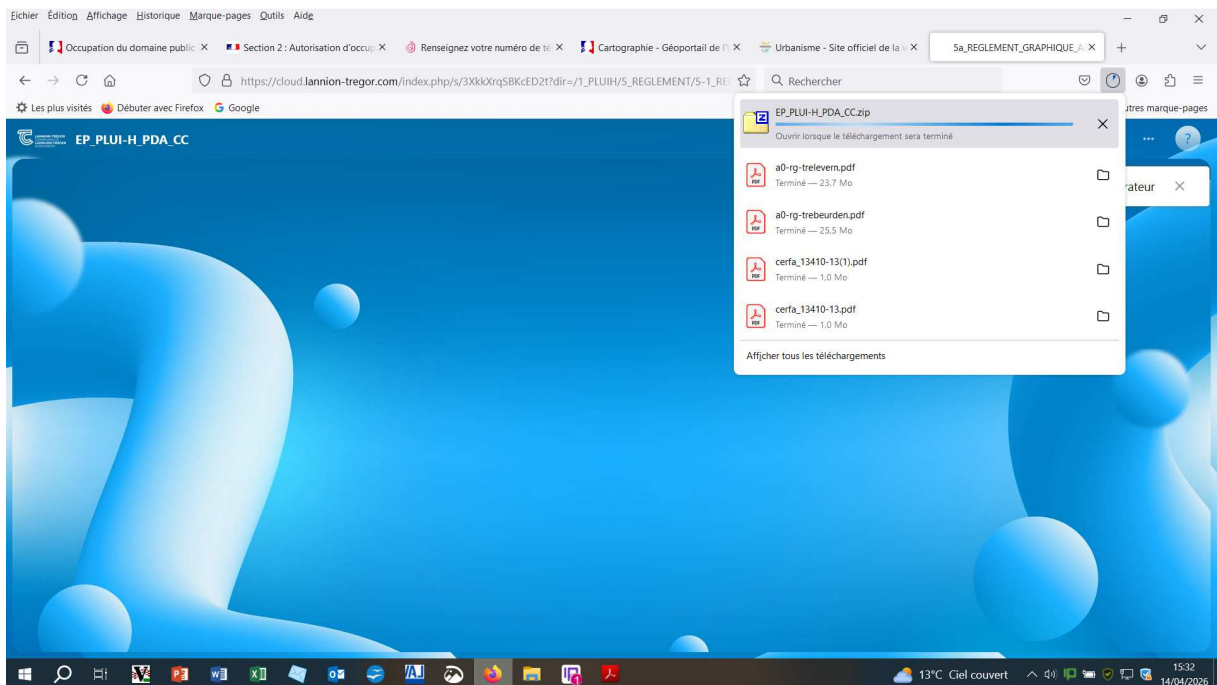 Fichier Édition Affichage Historique Marque-pages Outils Aide
Occupation du domaine public
Section 2 : Autorisation d'occup
Renseignez votre numéro de té
Cartographie - Géoportail de l'
Urbanisme - Site officiel de la v
5a_REGLEMENT_GRAPHIQUE_A
https://cloud.lannion-tregor.com/index.php/s/3XkkXrqSBKcED2t?dir=/1_PLUIH/5_REGLEMENT/5-1_RE
Rechercher
Les plus visités Débuter avec Firefox Google
utres marque-pages
EP_PLUI-H_PDA_CC
rateur
EP_PLUI-H_PDA_CC.zip
Ouvrir lorsque le téléchargement sera terminé
a0-rg-trelevern.pdf
Terminé — 23,7 Mo
a0-rg-trebeurden.pdf
Terminé — 25,5 Mo
cerfa_13410-13(1).pdf
Terminé — 1,0 Mo
cerfa_13410-13.pdf
Terminé — 1,0 Mo
Afficher tous les téléchargements
13°C Ciel couvert
15:32
14/04/2026